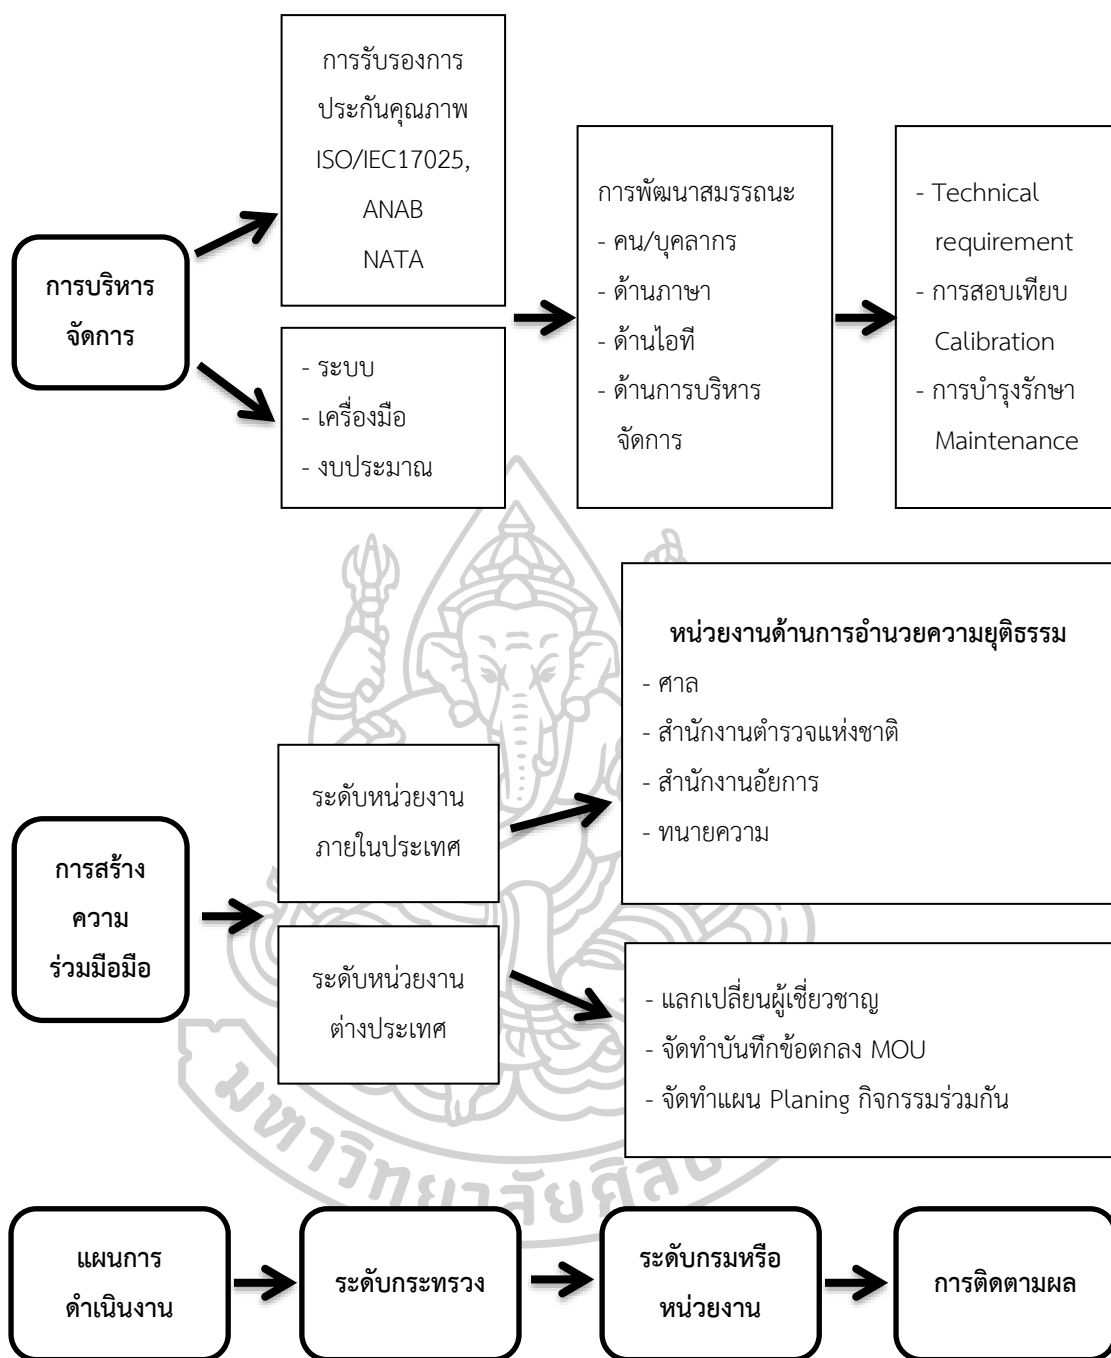 การรับรองการ
ประกันคุณภาพ
ISO/IEC17025,
ANAB
NATA
การบริหาร
จัดการ
- ระบบ
- เครื่องมือ
- งบประมาณ
การพัฒนาสมรรถนะ
- คน/บุคลากร
- ด้านภาษา
- ด้านไอที
- ด้านการบริหาร
จัดการ
- Technical
requirement
- การสอบเทียบ
Calibration
- การบำรุงรักษา
Maintenance
การสร้าง
ความ
ร่วมมือมือ
ระดับหน่วยงาน
ภายในประเทศ
ระดับหน่วยงาน
ต่างประเทศ
หน่วยงานด้านการอำนวยความยุติธรรม
- ศาล
- สำนักงานตำรวจแห่งชาติ
- สำนักงานอัยการ
- ทนายความ
- แลกเปลี่ยนผู้เชี่ยวชาญ
- จัดทำบันทึกข้อตกลง MOU
- จัดทำแผน Planing กิจกรรมร่วมกัน
มหาวิทยาลัยศิลป
แผนการ
ดำเนินงาน
ระดับกระทรวง
ระดับกรมหรือ
หน่วยงาน
การติดตามผล